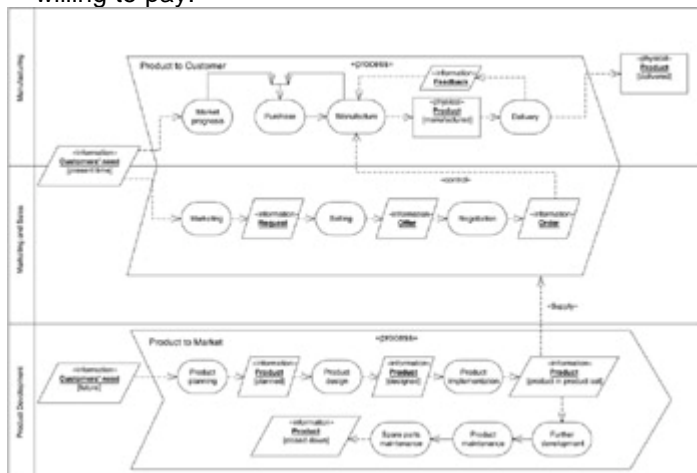 willing to pay.
Manufacturing
Product to Customer
«process»
«information»
Feedback
«physical»
Product
[delivered]
Market
prognosis
Purchase
Manufacture
«physical»
Product
[manufactured]
Delivery
«information»
Customers' need
[present time]
«control»
Marketing and Sales
Marketing
«information»
Request
Selling
«information»
Offer
Negotiation
«information»
Order
«Supply»
Product Development
Product to Market
«process»
«information»
Customers' need
[future]
Product
planning
«information»
Product
[planned]
Product
design
«information»
Product
[designed]
Product
implementation
«information»
Product
[product in product set]
«information»
Product
[closed down]
Spare parts
maintenance
Product
maintenance
Further
development